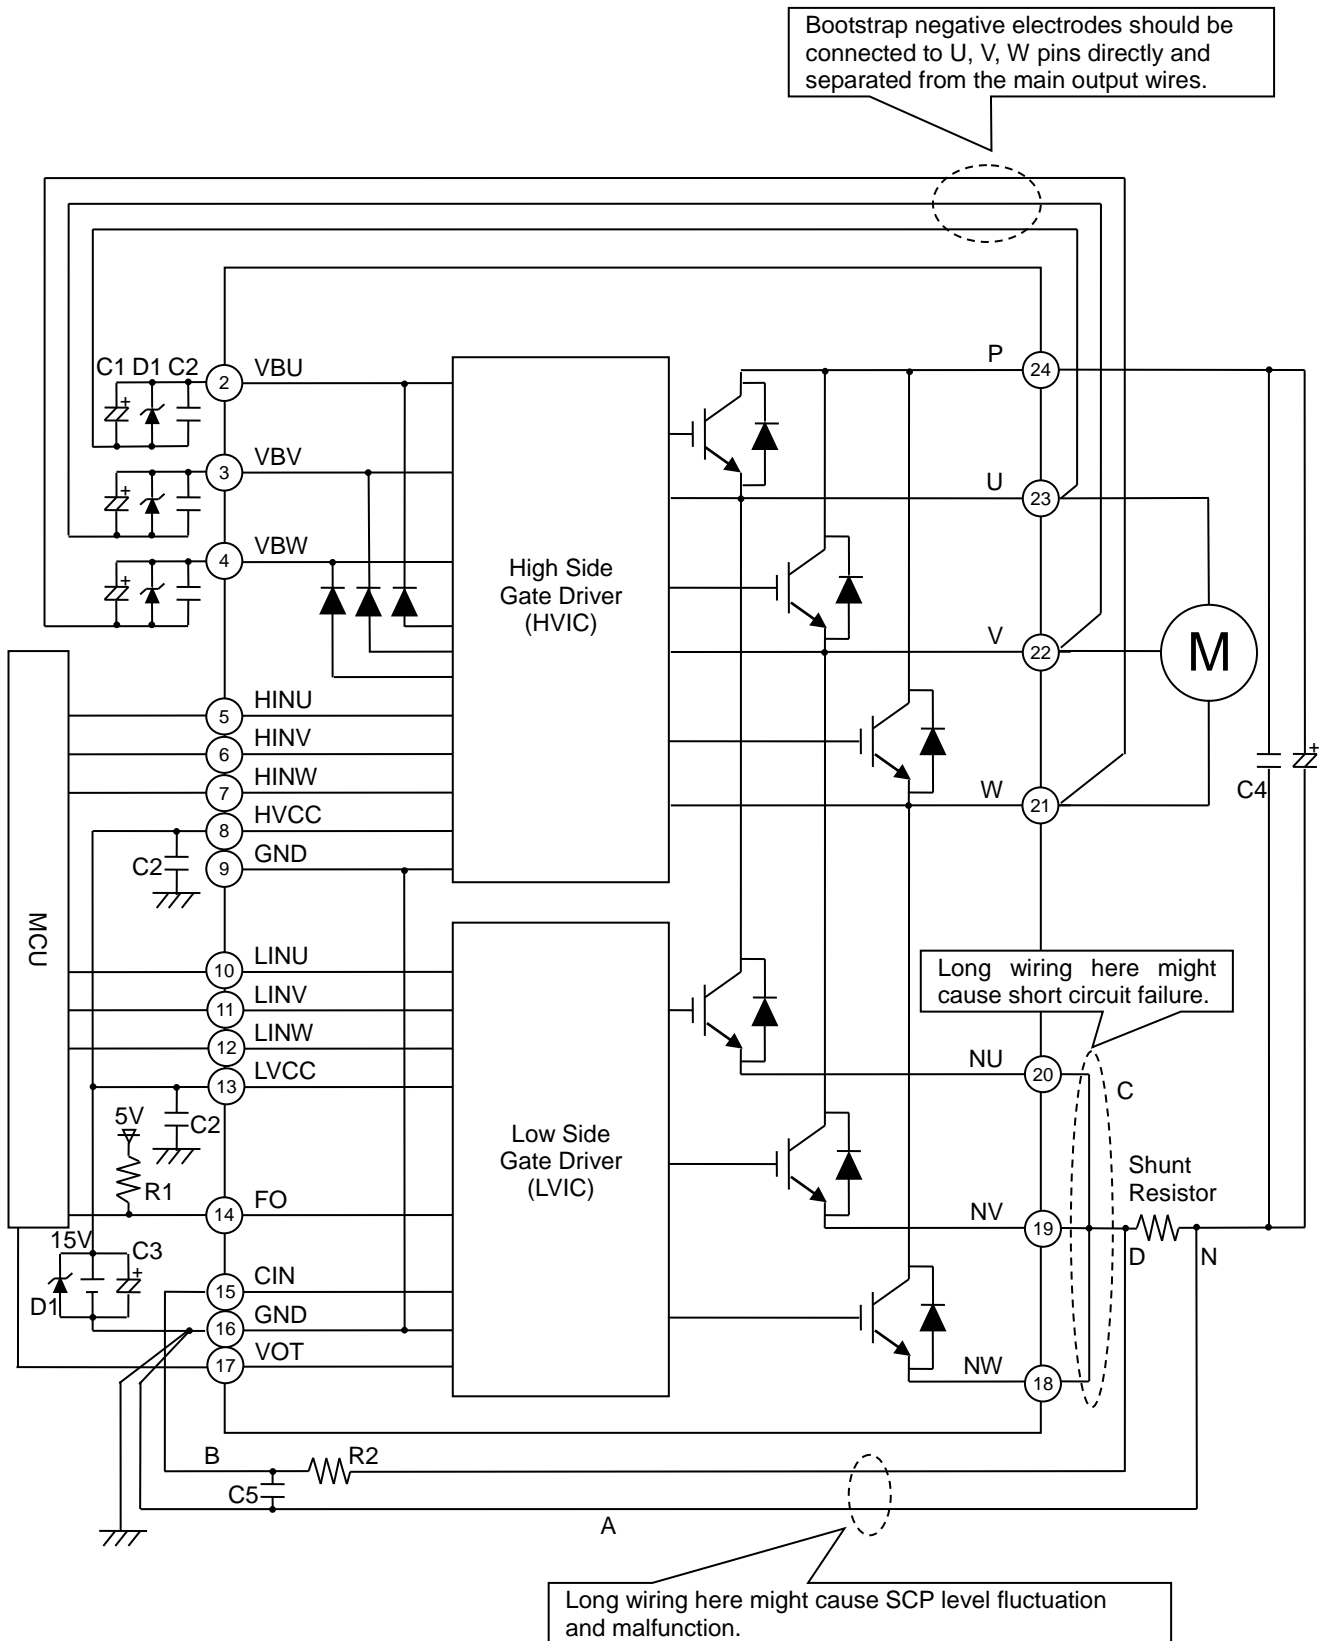 Bootstrap negative electrodes should be
connected to U, V, W pins directly and
separated from the main output wires.
C1 D1 C2
2
VBU
P
24
3
VBV
U
23
4
VBW
High Side
Gate Driver
(HVIC)
V
22
M
MCU
5
HINU
6
HINV
7
HINW
8
HVCC
C2
9
GND
W
21
C4
+
+
+
+
10
LINU
11
LINV
12
LINW
13
LVCC
C2
5V
R1
Low Side
Gate Driver
(LVIC)
Long wiring here might
cause short circuit failure.
NU
20
C
Shunt
Resistor
14
FO
NV
19
D
N
15V
C3
+
D1
15
CIN
16
GND
17
VOT
NW
18
B
R2
C5
A
Long wiring here might cause SCP level fluctuation
and malfunction.